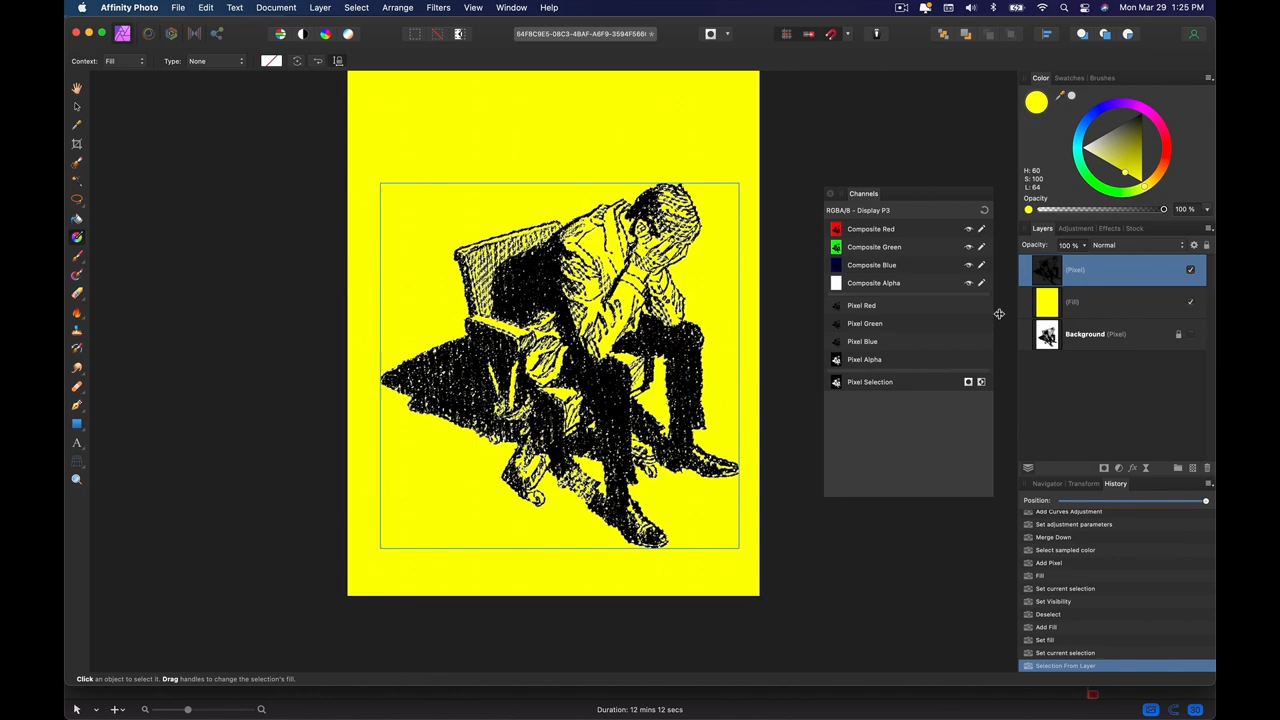 Affinity Photo File Edit Text Document Layer Select Arrange Filters View Window Help Mon Mar 29 1:25 PM
Context: Fill Type: None
Color Swatches Brushes
H: 60
S: 100
L: 64
Opacity
100 %
Channels
RGBA/8 - Display P3
Composite Red
Composite Green
Composite Blue
Composite Alpha
Pixel Red
Pixel Green
Pixel Blue
Pixel Alpha
Pixel Selection
Layers Adjustment Effects Stock
Opacity: 100 % Normal
(Pixel)
(Fill)
Background (Pixel)
Navigator Transform History
Position:
Add Curves Adjustment
Set adjustment parameters
Merge Down
Select sampled color
Add Pixel
Fill
Set current selection
Set Visibility
Deselect
Add Fill
Set fill
Set current selection
Selection From Layer
Click an object to select it. Drag handles to change the selection's fill.
Duration: 12 mins 12 secs